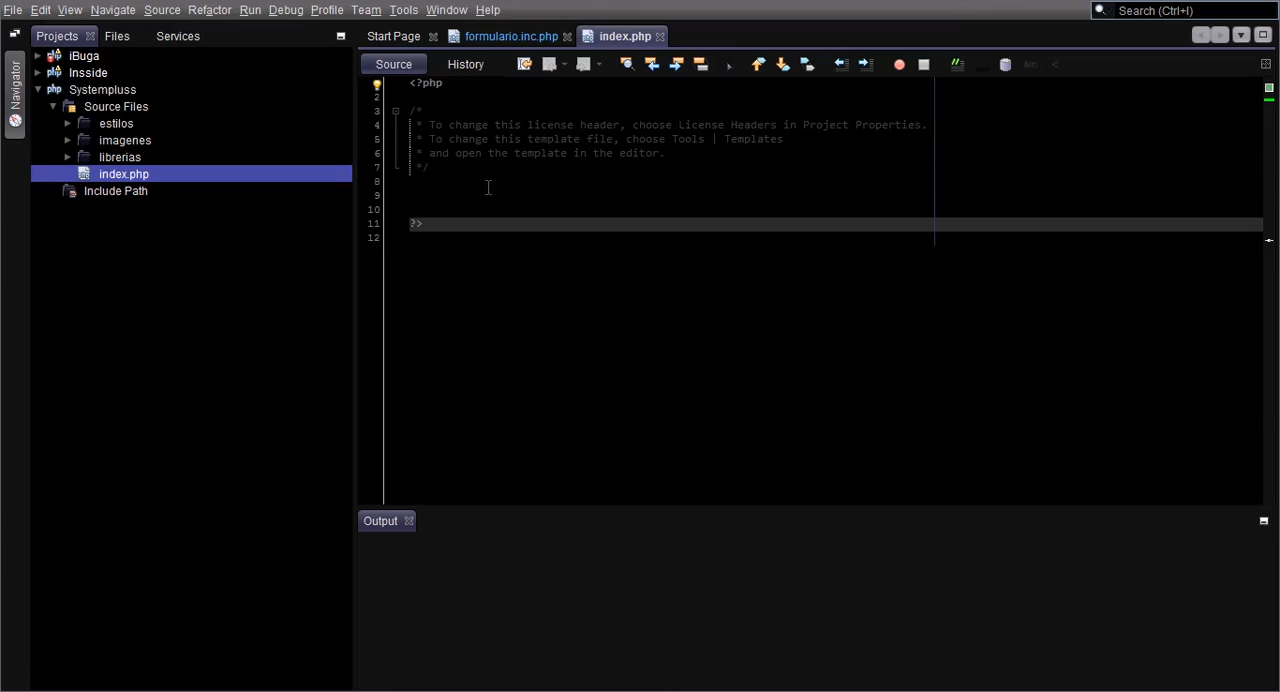 File Edit View Navigate Source Refactor Run Debug Profile Team Tools Window Help
Search (Ctrl+I)
Projects Files Services
Start Page formulario.inc.php index.php
Navigator
iBuga
Insside
Systempluss
Source Files
estilos
imagenes
librerias
index.php
Include Path
Source History
<?php
2
3 /*
4 * To change this license header, choose License Headers in Project Properties.
5 * To change this template file, choose Tools | Templates
6 * and open the template in the editor.
7 */
8
9
10
11 ?>
12
Output